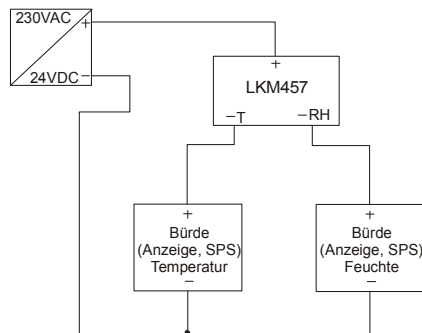 230VAC
+
24VDC −
+
LKM457
−T −RH
+
Bürde
(Anzeige, SPS)
Temperatur
−
+
Bürde
(Anzeige, SPS)
Feuchte
−